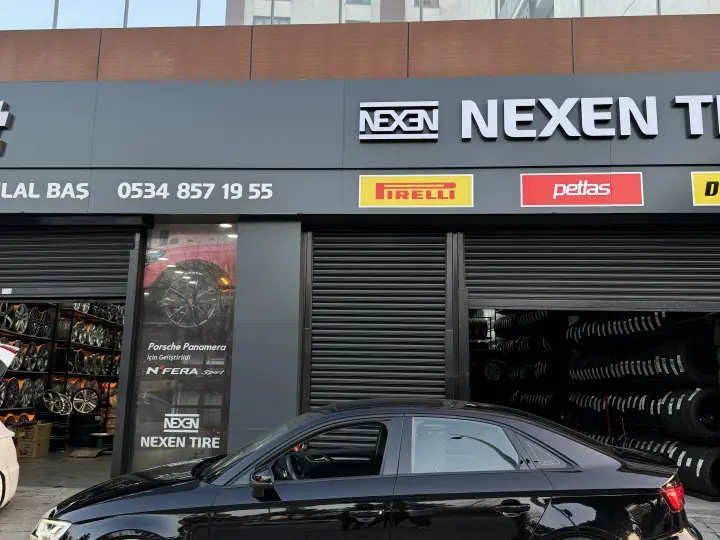 NEXEN NEXEN
LAL BAŞ 0534 857 19 55
PIRELLI
petlas
Porsche Panamera
İçin Geliştirildi
N'FERA Sport
NEXEN
NEXEN TIRE